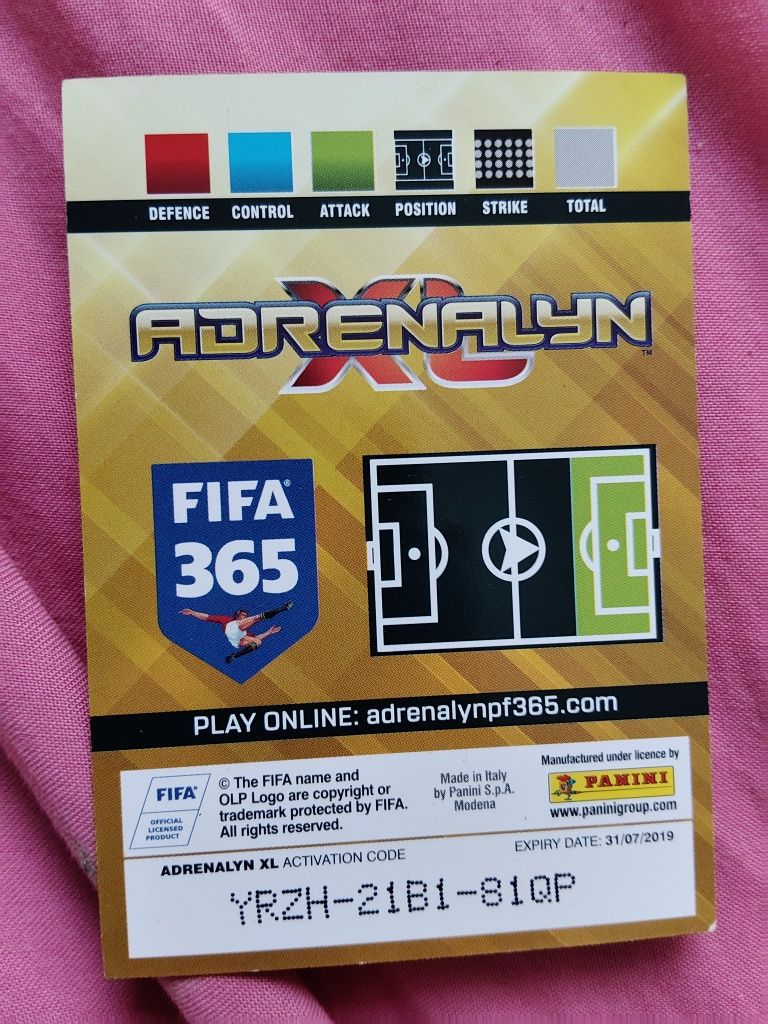 DEFENCE CONTROL ATTACK POSITION STRIKE TOTAL
ADRENALYN XL™
FIFA®
365
PLAY ONLINE: adrenalynpf365.com
FIFA®
OFFICIAL
LICENSED
PRODUCT
© The FIFA name and
OLP Logo are copyright or
trademark protected by FIFA.
All rights reserved.
Made in Italy
by Panini S.p.A.
Modena
Manufactured under licence by
PANINI
www.paninigroup.com
ADRENALYN XL ACTIVATION CODE
EXPIRY DATE: 31/07/2019
YRZH-21B1-81QP